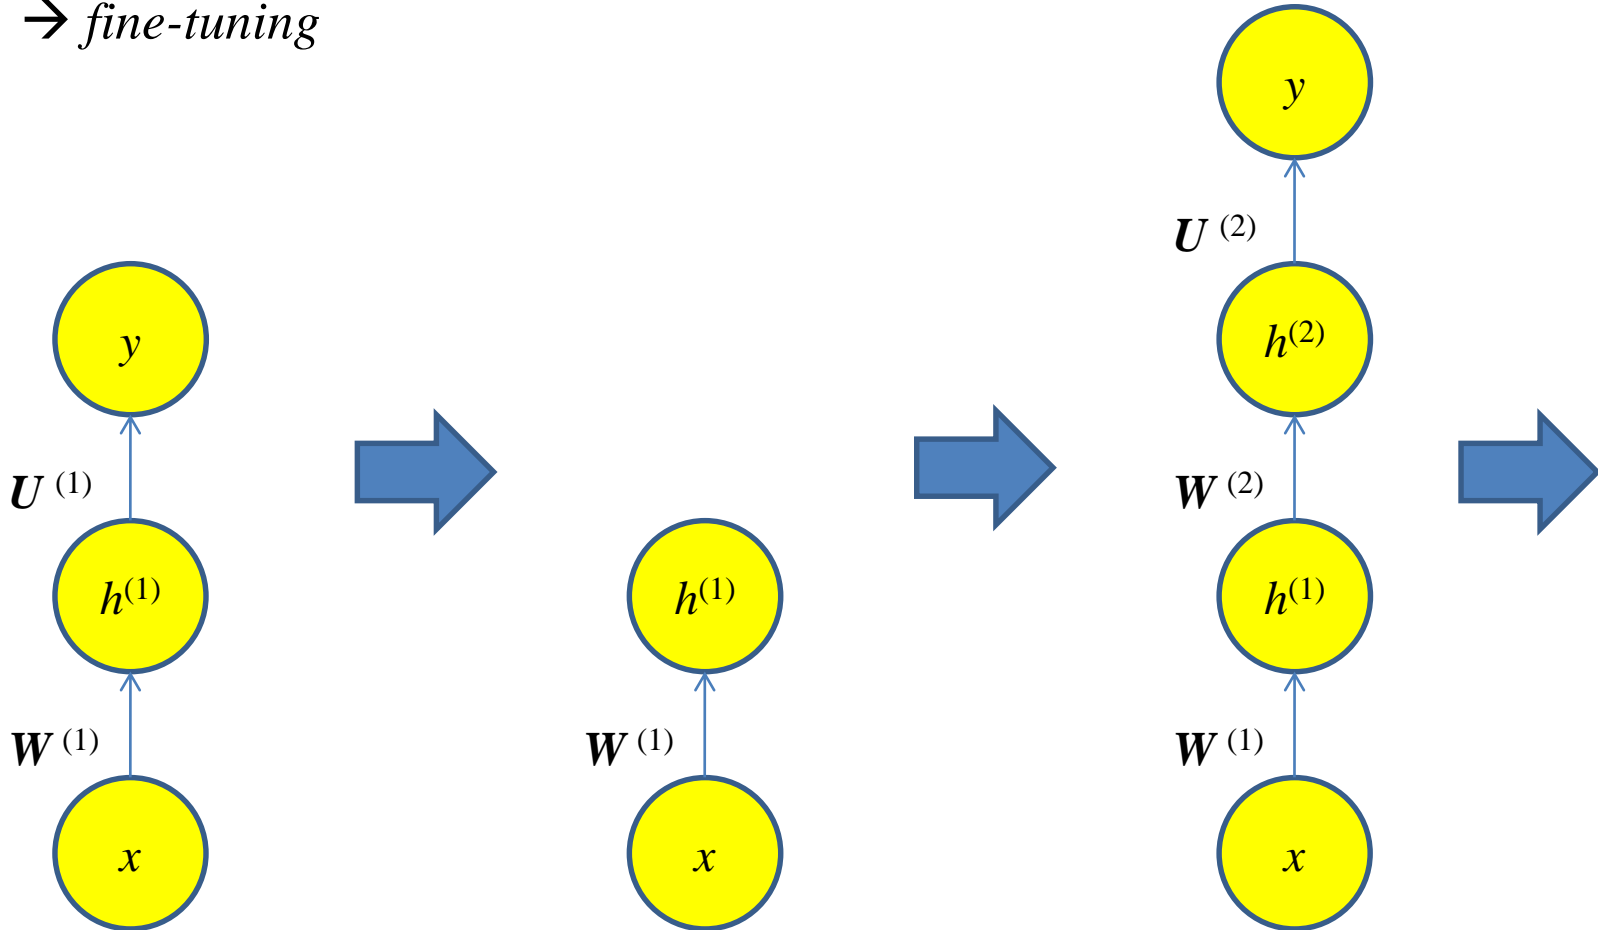 → fine-tuning
y
U (1)
h(1)
W (1)
x
h(1)
W (1)
x
y
U (2)
h(2)
W (2)
h(1)
W (1)
x